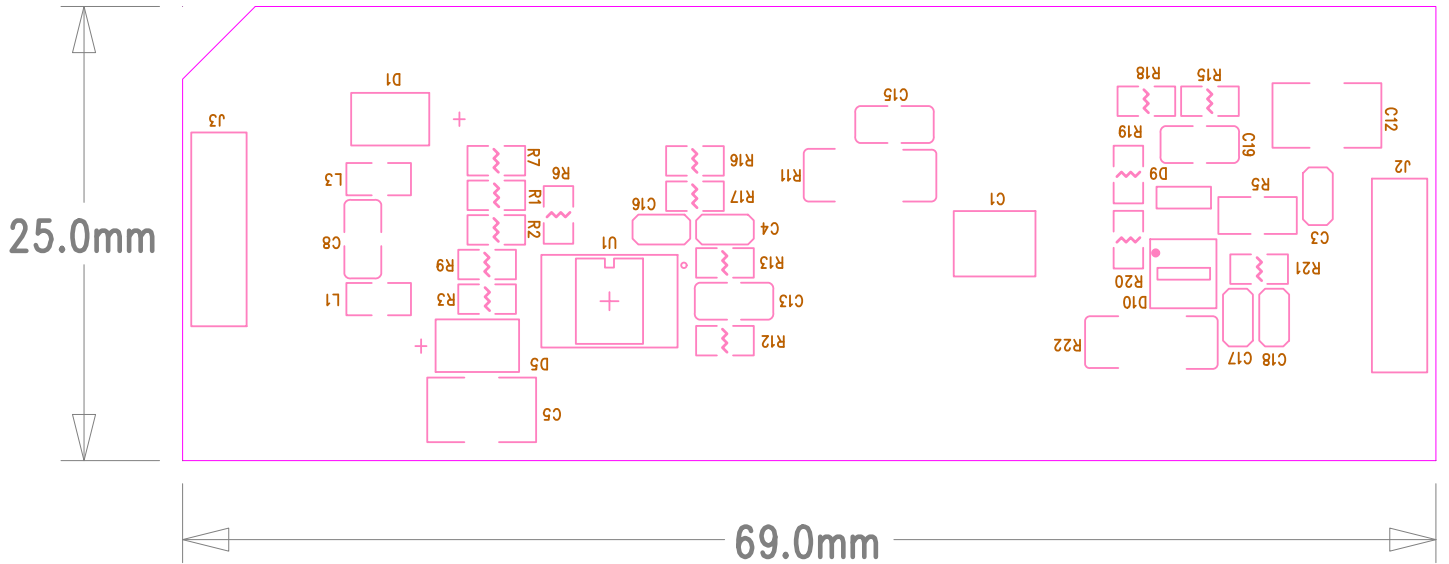 D1
R18
R15
C15
C12
J3
R19
C19
R7
R16
R6
D9
J2
R11
L3
R1
R17
R5
C1
C16
R2
C4
C3
C8
U1
25.0mm
R9
R13
R21
R20
L1
R3
C13
D10
R12
R22
C17
C18
D5
C5
69.0mm